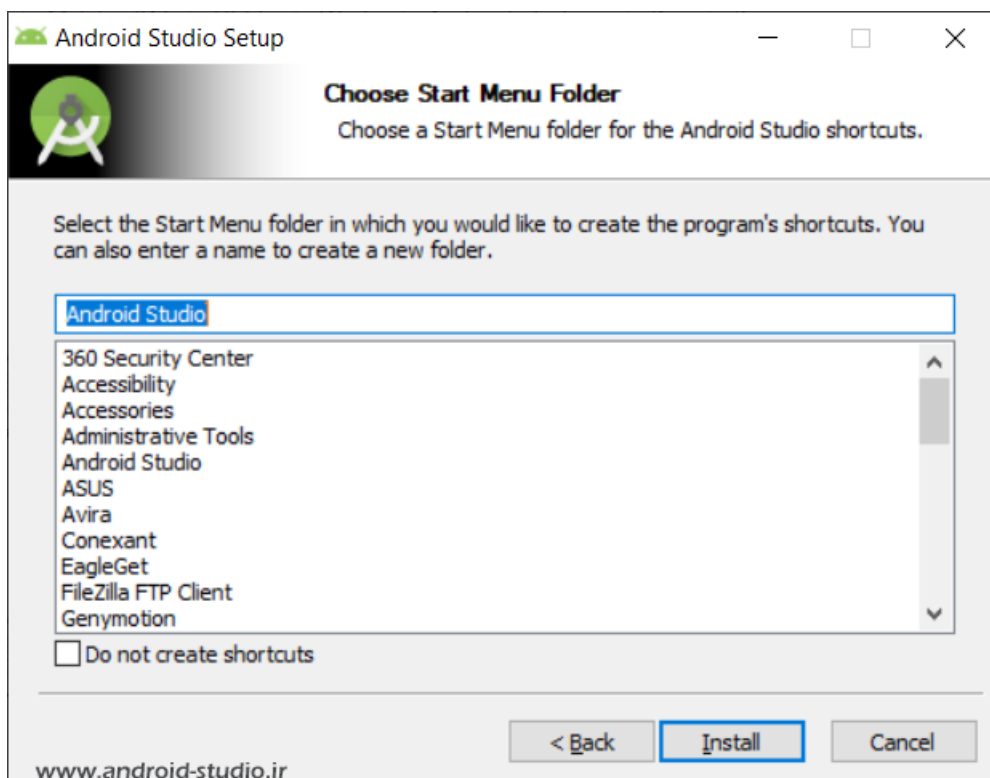 Android Studio Setup
Choose Start Menu Folder
Choose a Start Menu folder for the Android Studio shortcuts.
Select the Start Menu folder in which you would like to create the program's shortcuts. You
can also enter a name to create a new folder.
Android Studio
360 Security Center
Accessibility
Accessories
Administrative Tools
Android Studio
ASUS
Avira
Conexant
EagleGet
FileZilla FTP Client
Genymotion
Do not create shortcuts
< Back Install Cancel
www.android-studio.ir